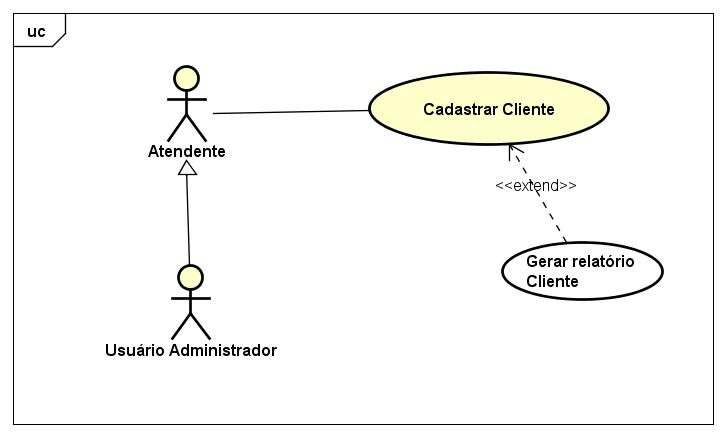 uc
Cadastrar Cliente
Atendente
<<extend>>
Gerar relatório
Cliente
Usuário Administrador